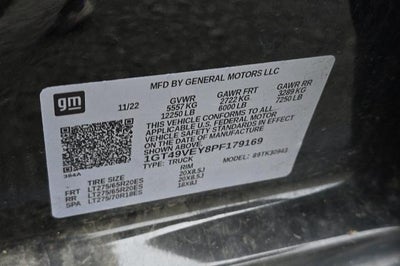 MFD BY GENERAL MOTORS LLC
gm
11/22 GVWR GAWR FRT GAWR RR
5557 KG 2722 KG 3289 KG
12250 LB 6000 LB 7250 LB
THIS VEHICLE CONFORMS TO ALL
APPLICABLE U.S. FEDERAL MOTOR
VEHICLE SAFETY STANDARDS IN EFFECT
ON THE DATE OF MANUFACTURE
SHOWN ABOVE.
1GT49VEY8PF179169
TYPE: TRUCK MODEL:
TIRE SIZE RIM
FRT LT275/65R20ES 20X8.5J
RR LT275/65R20ES 20X8.5J
RS LT275/70R18ES 18X8J